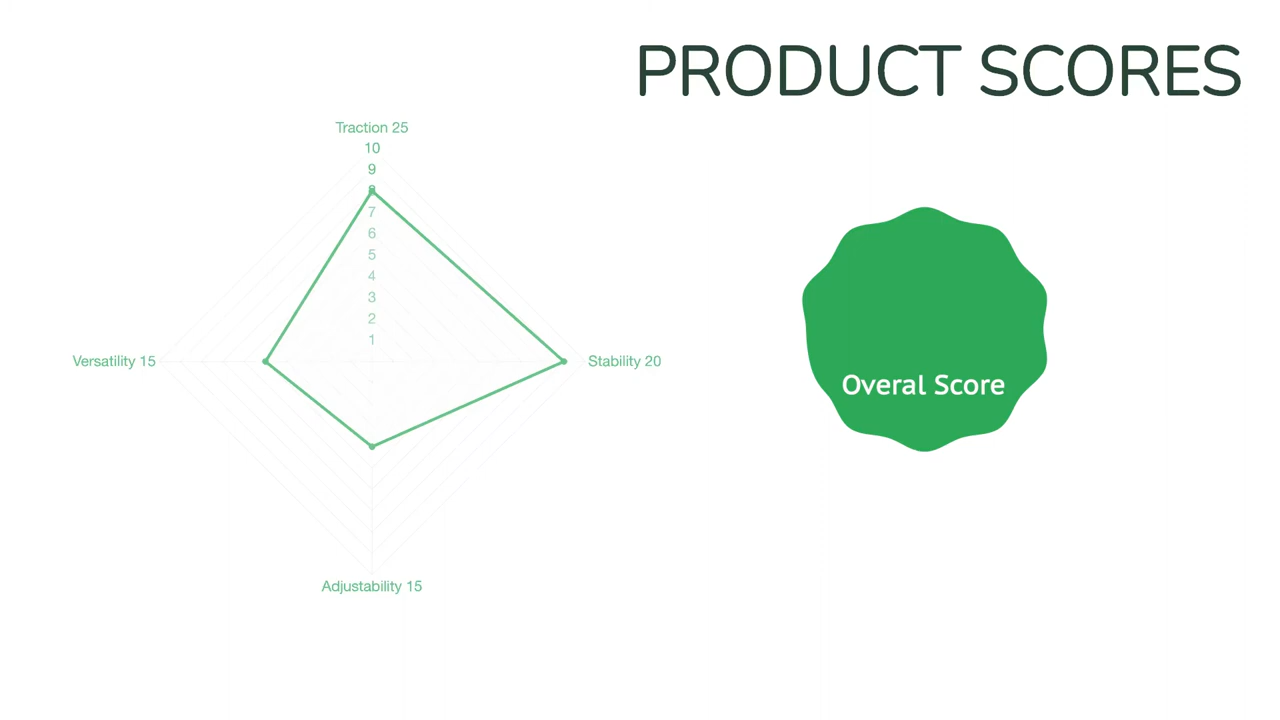 PRODUCT SCORES
Traction 25
10
9
8
7
6
5
4
3
2
1
Versatility 15
Stability 20
Adjustability 15
Overal Score